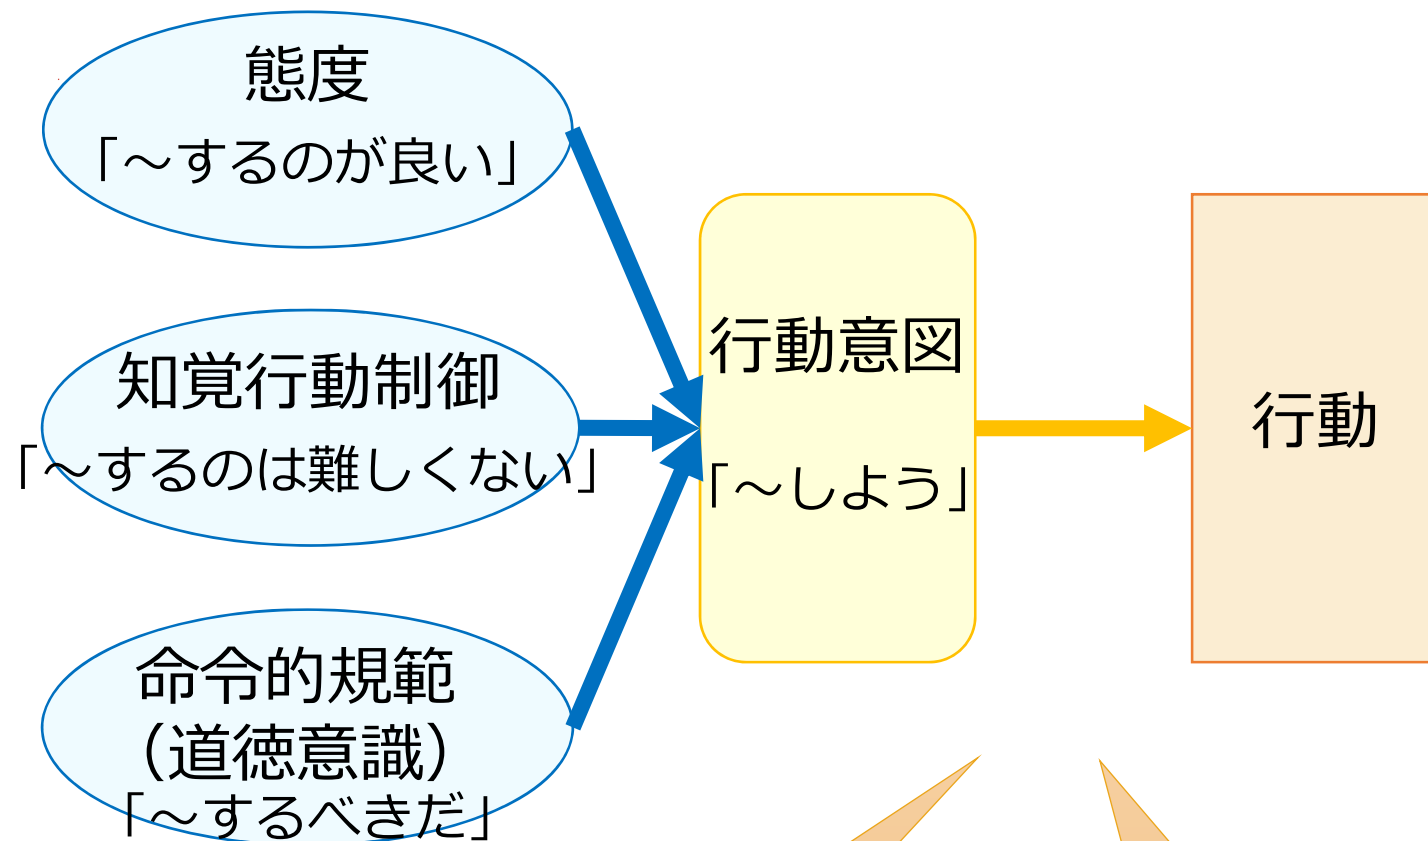 態度
「～するのが良い」
知覚行動制御
「～するのは難しくない」
命令的規範
（道徳意識）
「～するべきだ」
行動意図
「～しよう」
行動